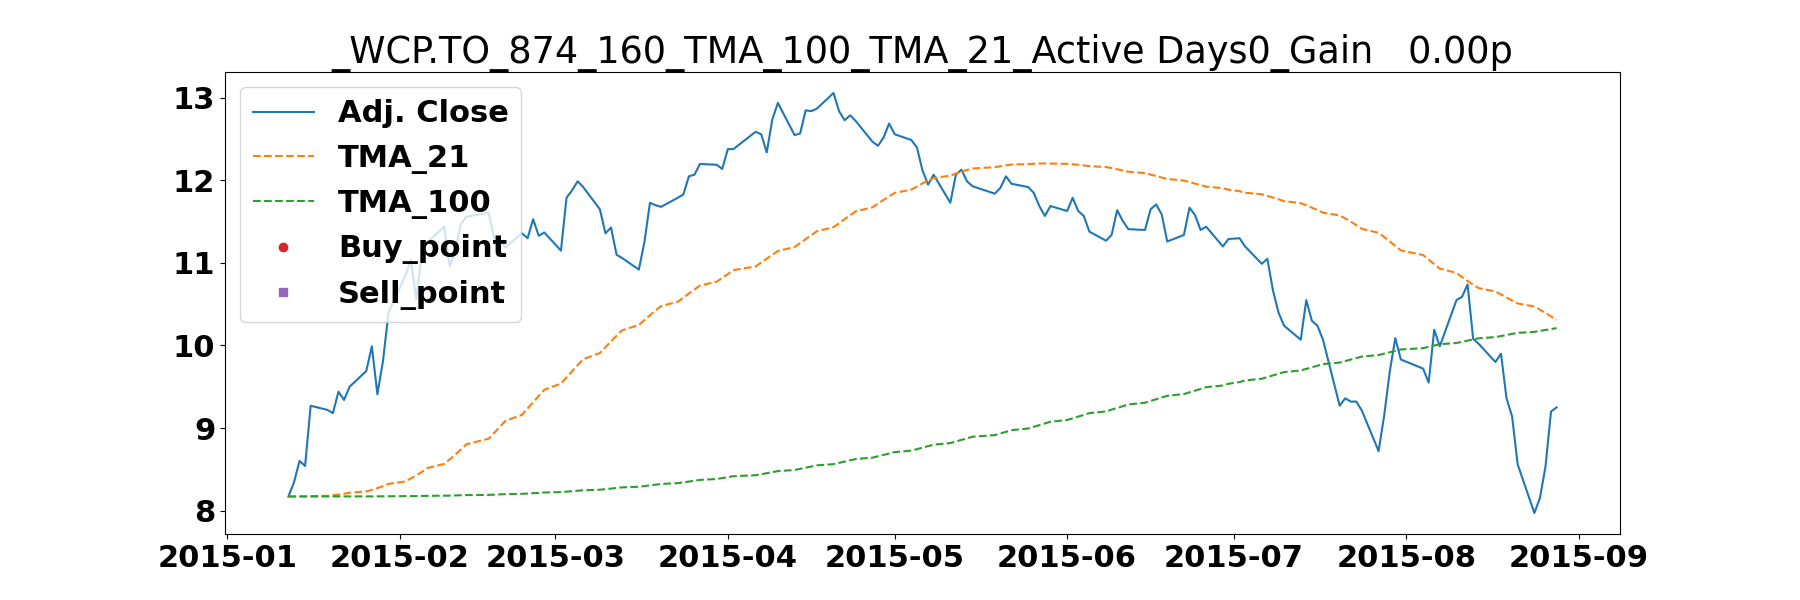 _WCP.TO_874_160_TMA_100_TMA_21_Active Days0_Gain   0.00p
13
12
11
10
9
8
Adj. Close
TMA_21
TMA_100
Buy_point
Sell_point
2015-01 2015-02 2015-03 2015-04 2015-05 2015-06 2015-07 2015-08 2015-09